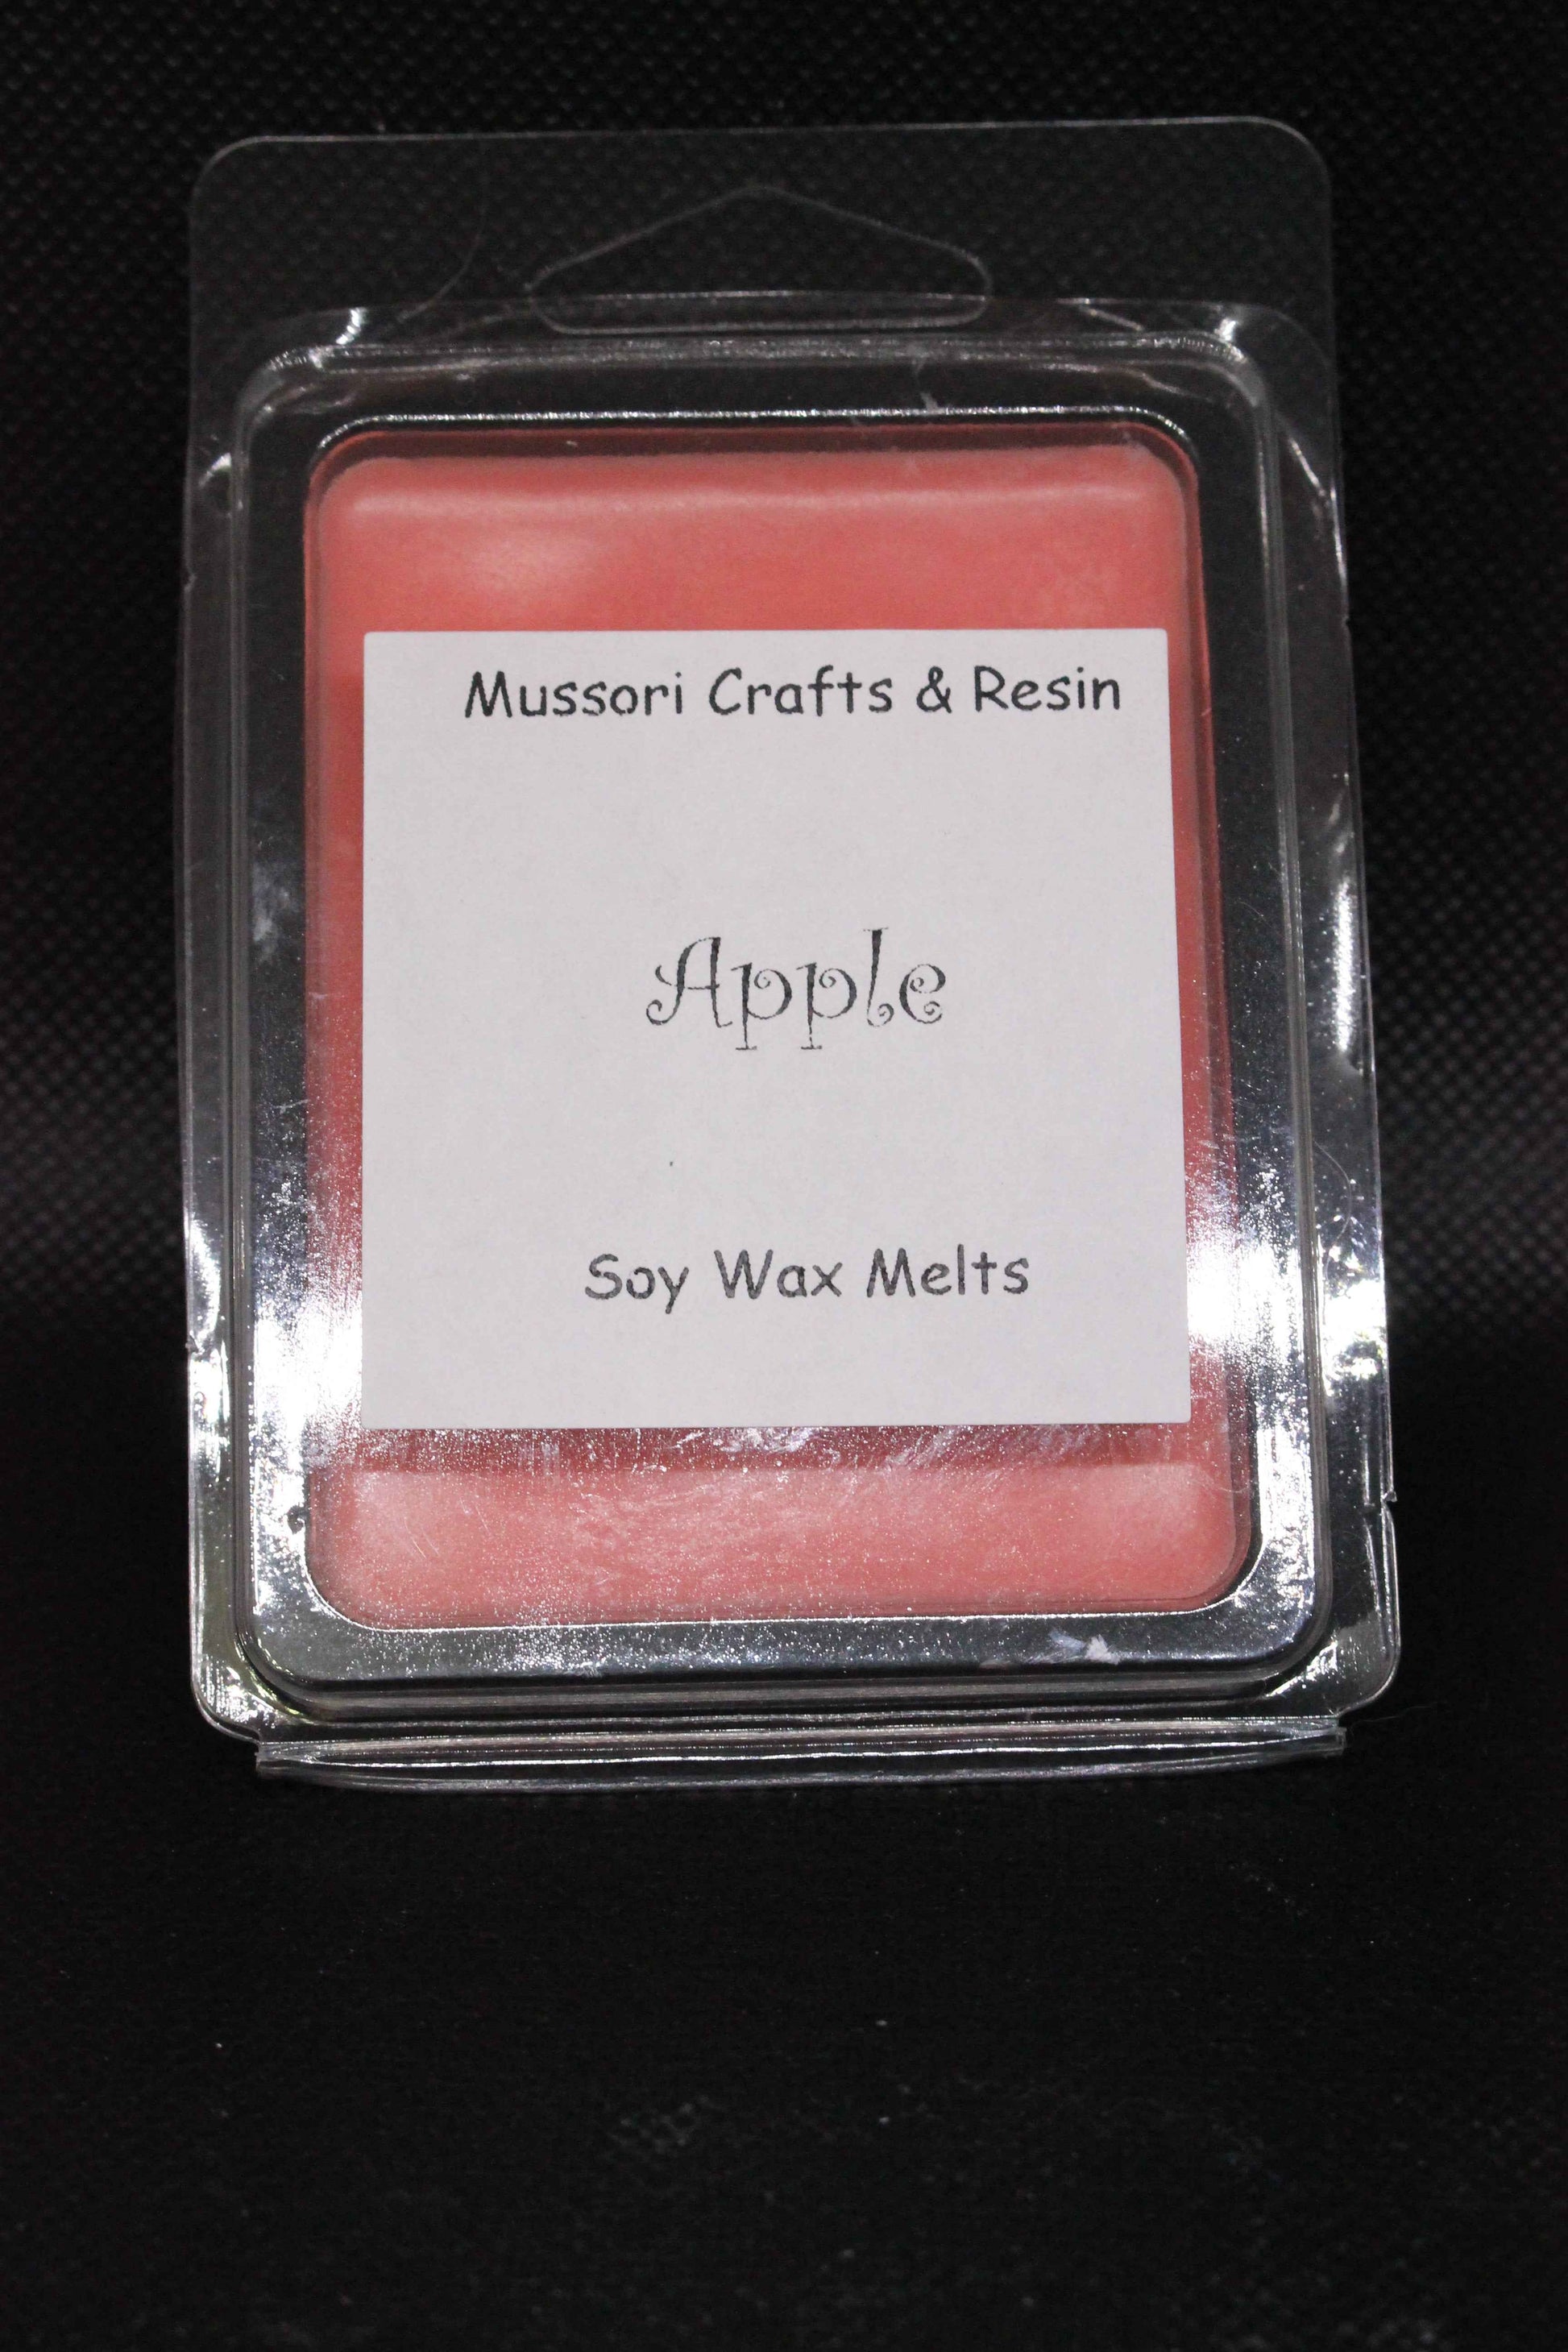 Mussori Crafts & Resin
Apple
Soy Wax Melts